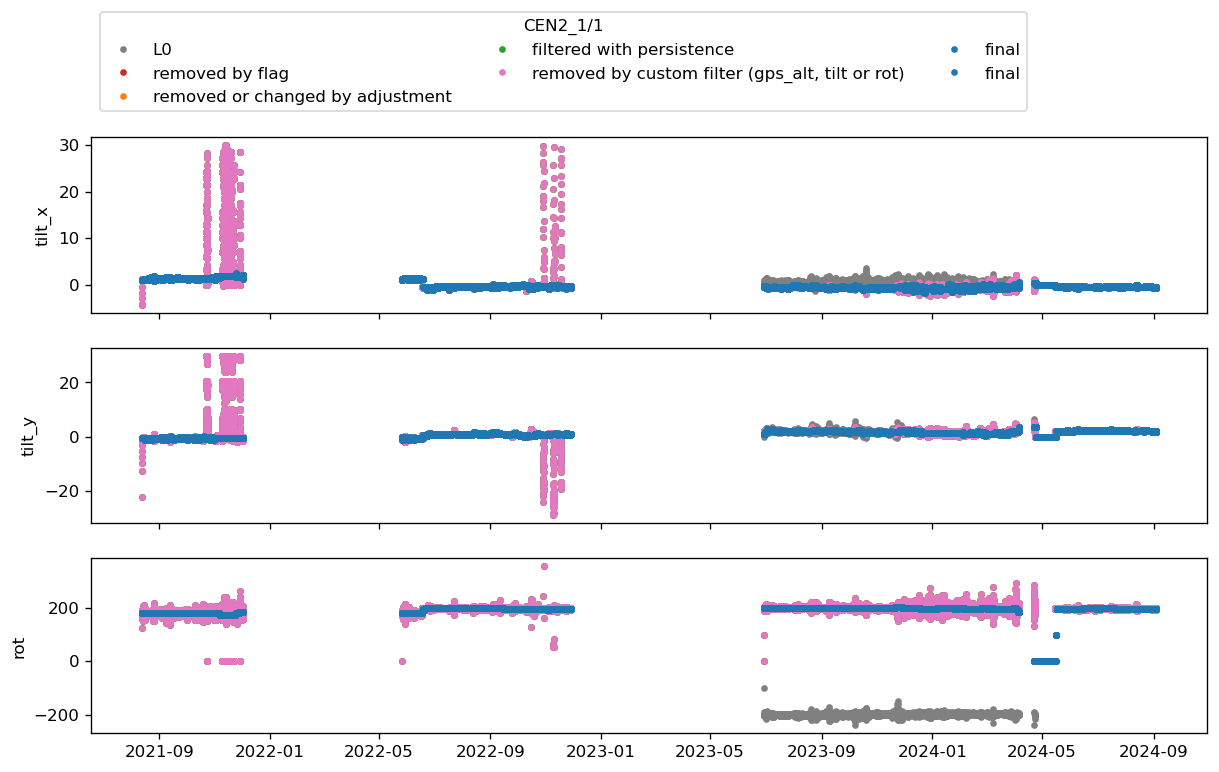 CEN2_1/1
L0
removed by flag
removed or changed by adjustment
filtered with persistence
removed by custom filter (gps_alt, tilt or rot)
final
final
tilt_x
30
20
10
0
tilt_y
20
0
−20
rot
200
0
−200
2021-09 2022-01 2022-05 2022-09 2023-01 2023-05 2023-09 2024-01 2024-05 2024-09